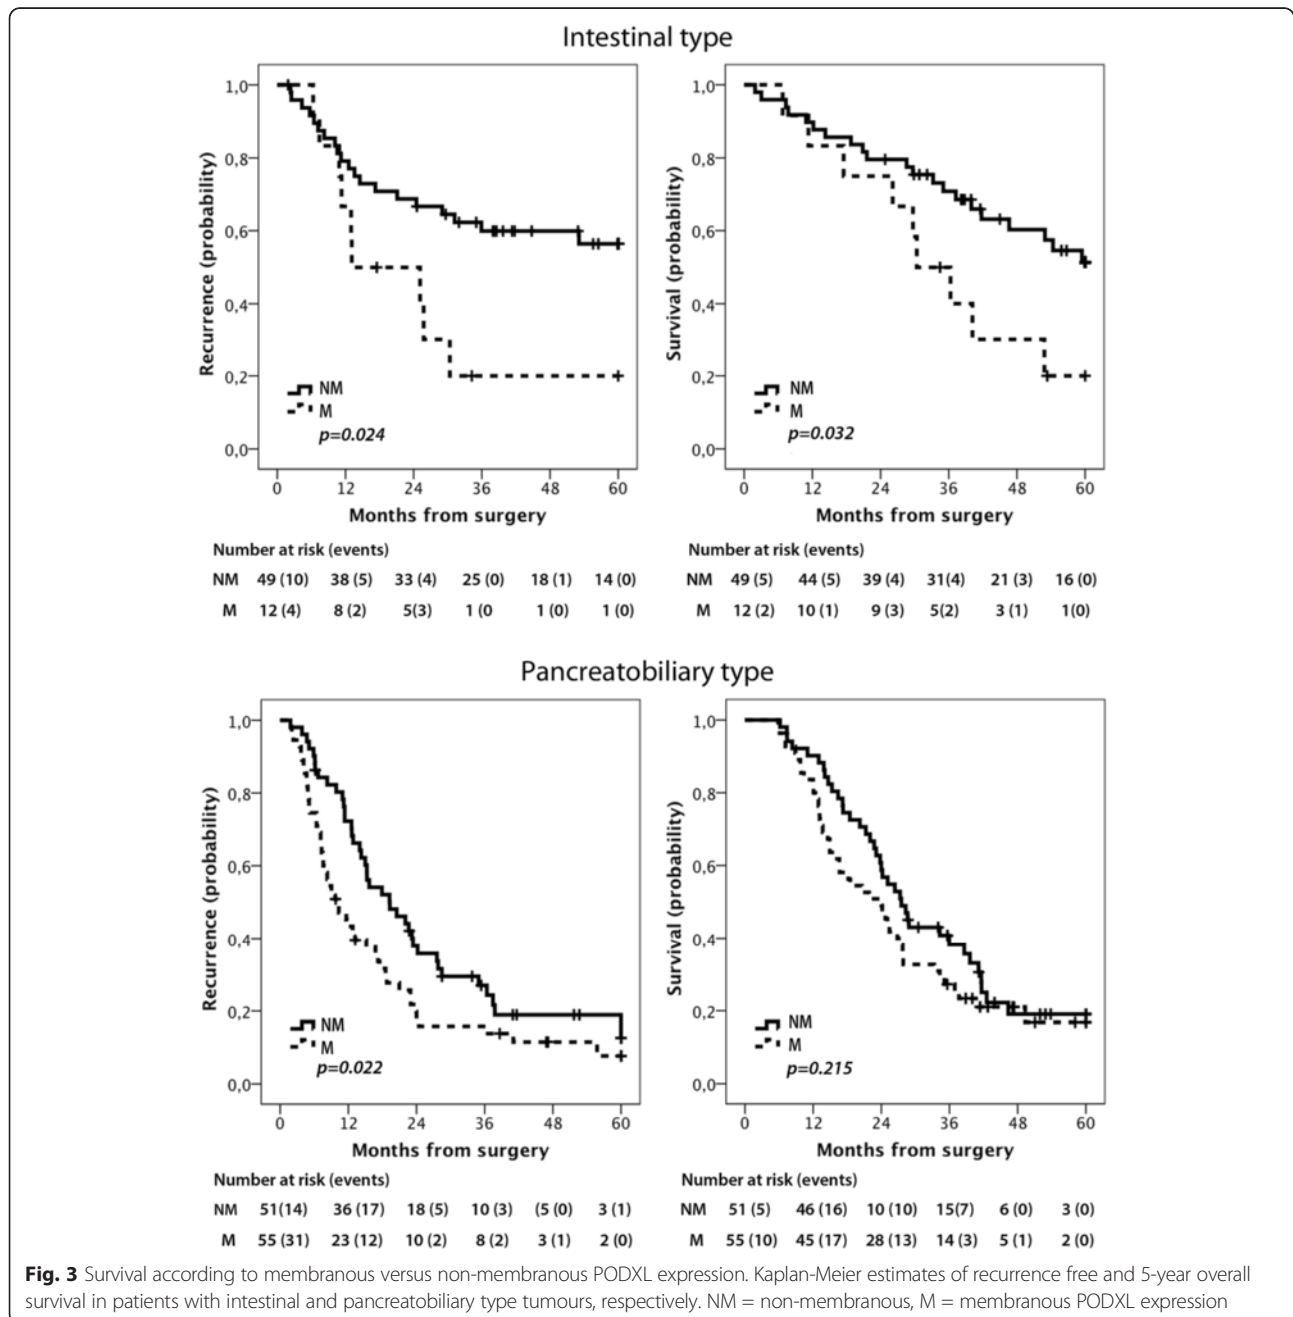 Intestinal type
Recurrence (probability)
1,0
0,8
0,6
0,4
0,2
0,0
NM
M
p=0.024
0 12 24 36 48 60
Months from surgery
Number at risk (events)
NM 49 (10) 38 (5) 33 (4) 25 (0) 18 (1) 14 (0)
M 12 (4) 8 (2) 5(3) 1 (0 1 (0) 1 (0)
Survival (probability)
1,0
0,8
0,6
0,4
0,2
0,0
NM
M
p=0.032
0 12 24 36 48 60
Months from surgery
Number at risk (events)
NM 49 (5) 44 (5) 39 (4) 31(4) 21 (3) 16 (0)
M 12 (2) 10 (1) 9 (3) 5(2) 3 (1) 1(0)
Pancreatobiliary type
Recurrence (probability)
1,0
0,8
0,6
0,4
0,2
0,0
NM
M
p=0.022
0 12 24 36 48 60
Months from surgery
Number at risk (events)
NM 51(14) 36 (17) 18 (5) 10 (3) (5 (0) 3 (1)
M 55 (31) 23 (12) 10 (2) 8 (2) 3 (1) 2 (0)
Survival (probability)
1,0
0,8
0,6
0,4
0,2
0,0
NM
M
p=0.215
0 12 24 36 48 60
Months from surgery
Number at risk (events)
NM 51 (5) 46 (16) 10 (10) 15(7) 6 (0) 3 (0)
M 55 (10) 45 (17) 28 (13) 14 (3) 5 (1) 2 (0)
Fig. 3 Survival according to membranous versus non-membranous PODXL expression. Kaplan-Meier estimates of recurrence free and 5-year overall
survival in patients with intestinal and pancreatobiliary type tumours, respectively. NM = non-membranous, M = membranous PODXL expression